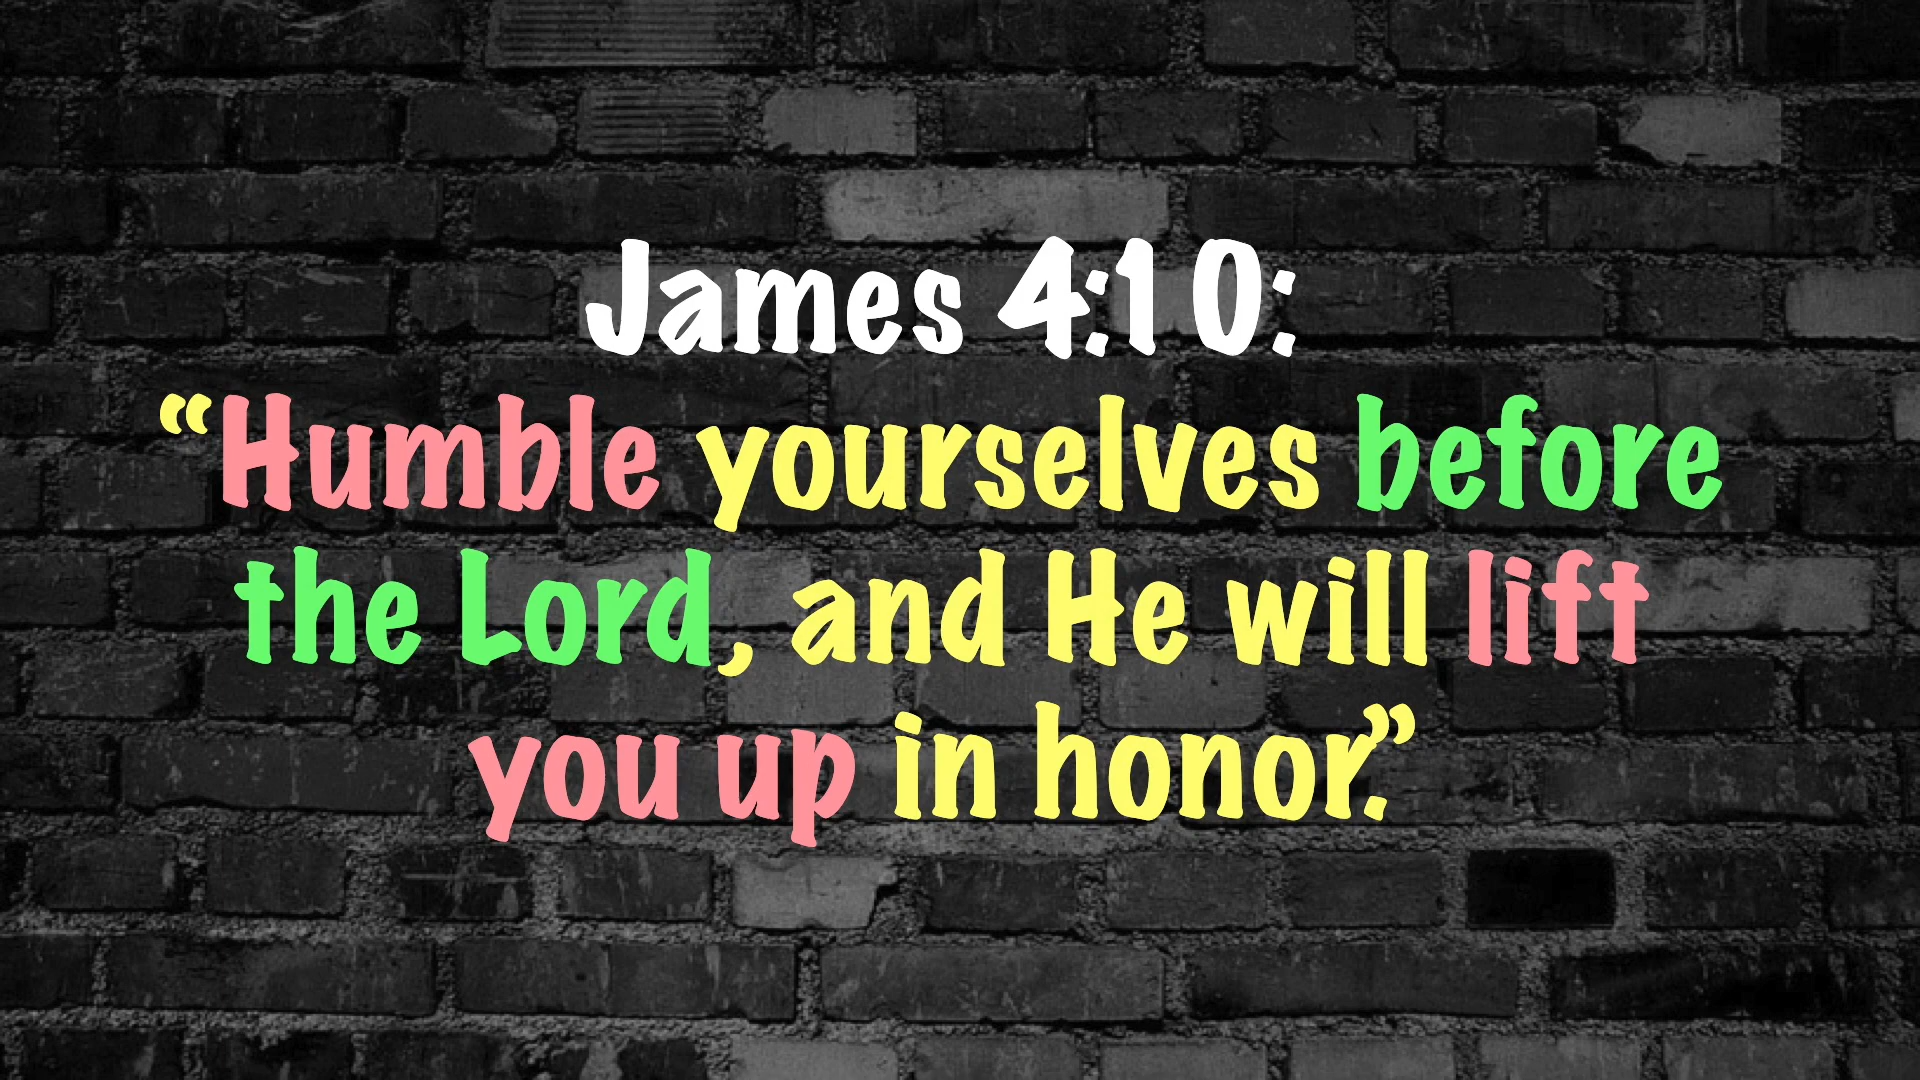 James 4:10:
“Humble yourselves before
the Lord, and He will lift
you up in honor.”